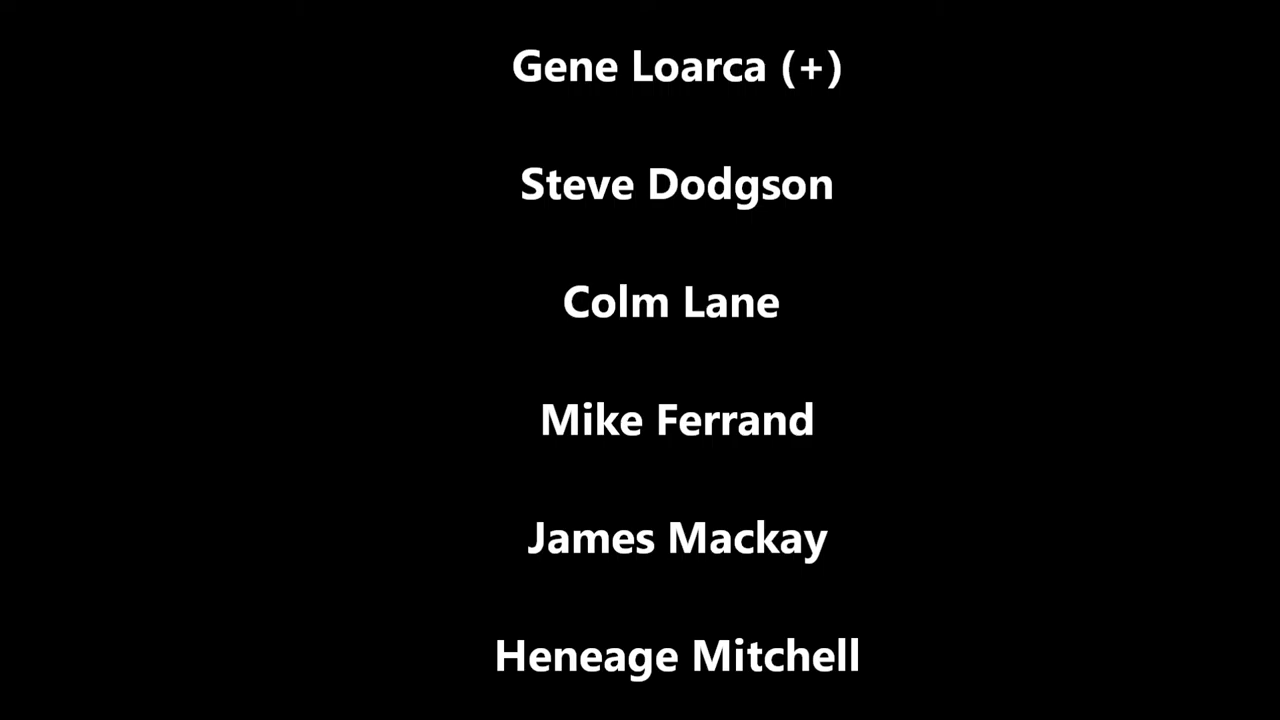 Gene Loarca (+)
Steve Dodgson
Colm Lane
Mike Ferrand
James Mackay
Heneage Mitchell